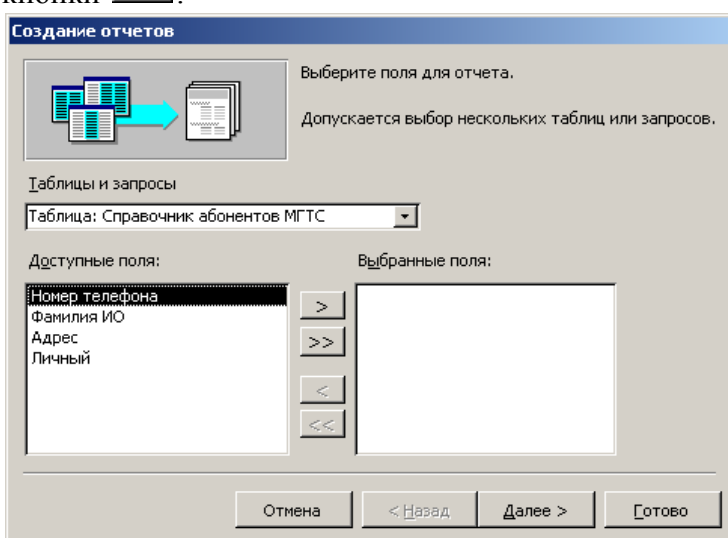 кнопки
Создание отчетов
Выберите поля для отчета.
Допускается выбор нескольких таблиц или запросов.
Таблицы и запросы
Таблица: Справочник абонентов МГТС
Доступные поля:
Выбранные поля:
Номер телефона
Фамилия ИО
Адрес
Личный
>
>>
<
<<
Отмена
< Назад
Далее >
Готово